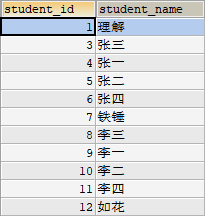 student_id student_name
1 理解
3 张三
4 张一
5 张二
6 张四
7 铁锤
8 李三
9 李一
10 李二
11 李四
12 如花